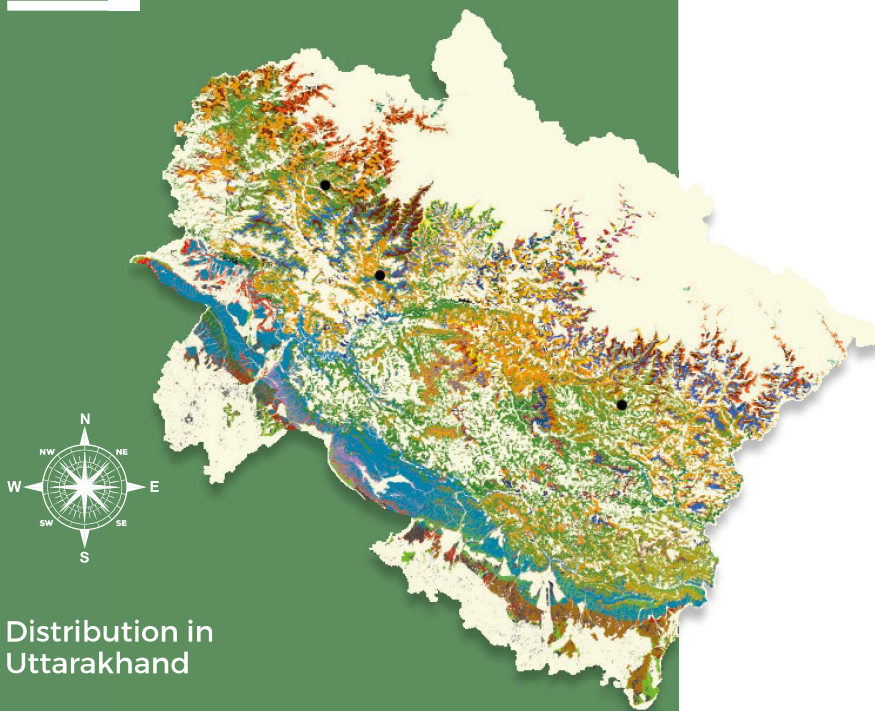 N
NW NE
W E
SW SE
S
Distribution in
Uttarakhand